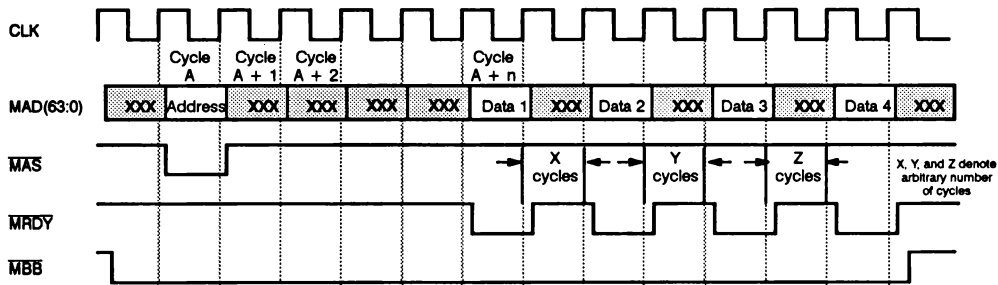 CLK
Cycle A Cycle A + 1 Cycle A + 2 Cycle A + n
MAD(63:0) XXX Address XXX XXX XXX XXX Data 1 XXX Data 2 XXX Data 3 XXX Data 4 XXX
MAS X cycles Y cycles Z cycles
X, Y, and Z denote
arbitrary number
of cycles
MRDY
MBB